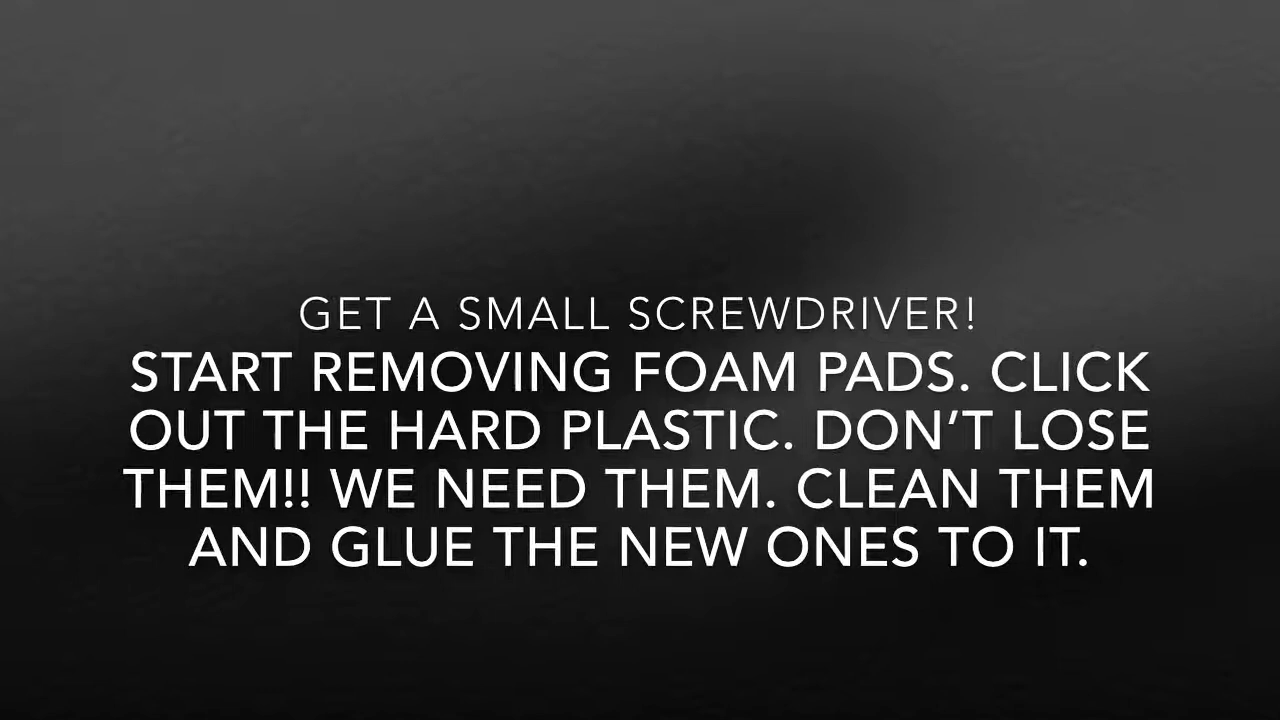 GET A SMALL SCREWDRIVER!
START REMOVING FOAM PADS. CLICK
OUT THE HARD PLASTIC. DON’T LOSE
THEM!! WE NEED THEM. CLEAN THEM
AND GLUE THE NEW ONES TO IT.